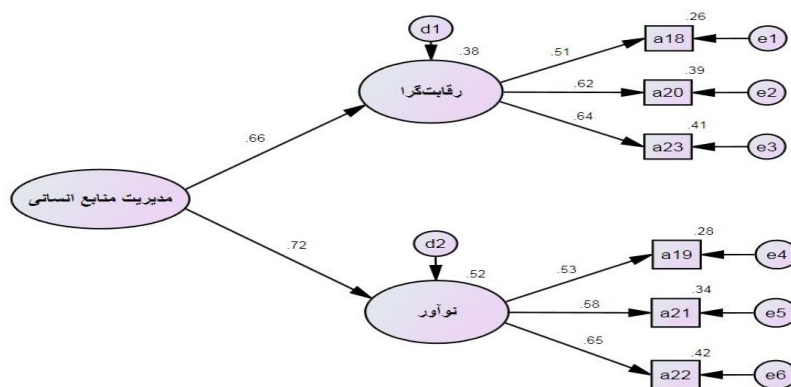 d1
.38
رقابت‌گرا
.51
.62
.64
.26
a18
e1
.39
a20
e2
.41
a23
e3
.66
مدیریت منابع انسانی
.72
d2
.52
نوآور
.53
.58
.65
.28
a19
e4
.34
a21
e5
.42
a22
e6